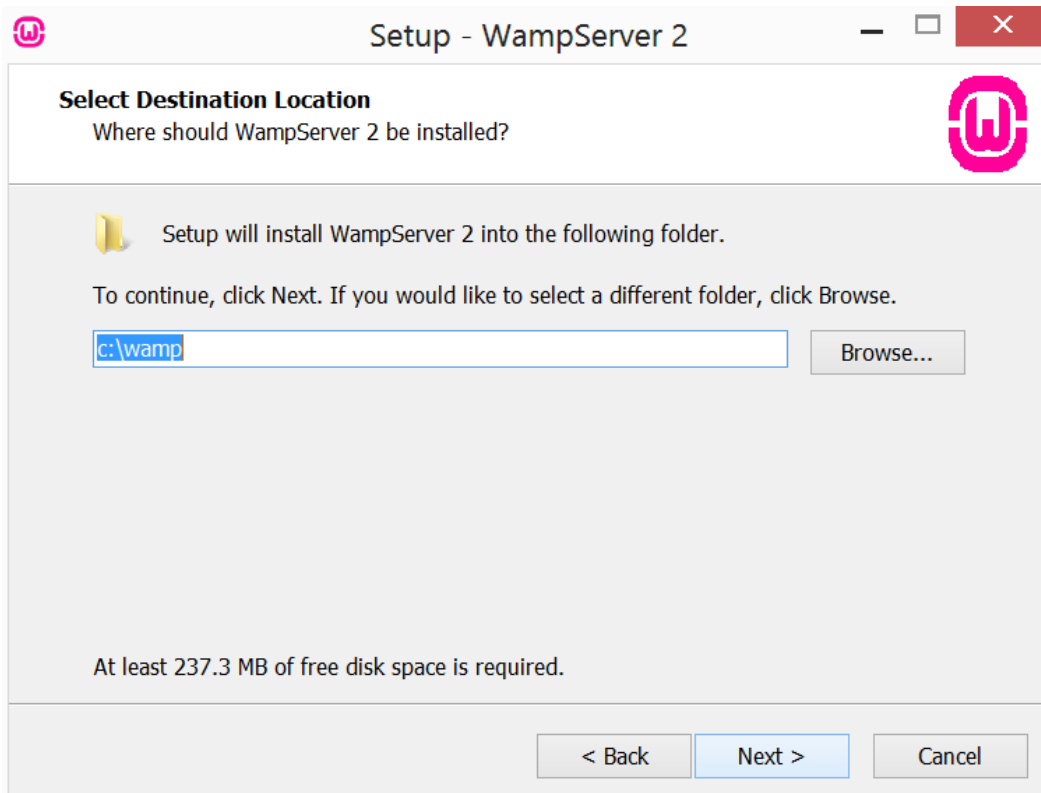 Setup - WampServer 2
Select Destination Location
Where should WampServer 2 be installed?
Setup will install WampServer 2 into the following folder.
To continue, click Next. If you would like to select a different folder, click Browse.
c:\wamp
Browse...
At least 237.3 MB of free disk space is required.
< Back
Next >
Cancel